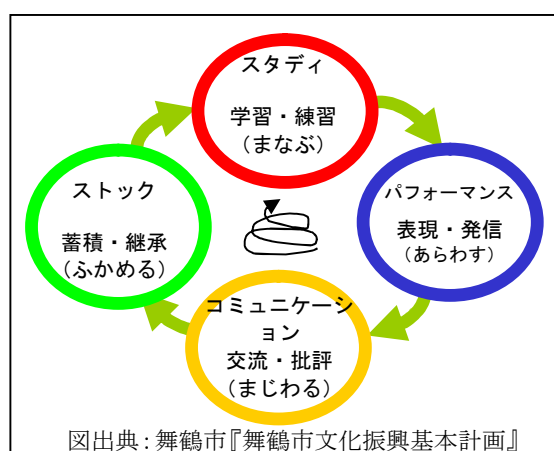 スタディ
学習・練習
(まなぶ)
パフォーマンス
表現・発信
(あらわす)
コミュニケーシ
ョン
交流・批評
(まじわる)
ストック
蓄積・継承
(ふかめる)
図出典：舞鶴市『舞鶴市文化振興基本計画』